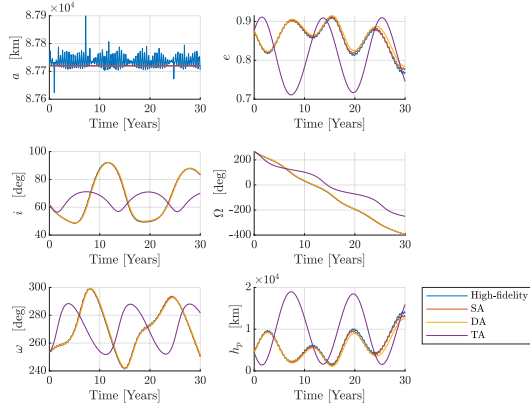 × 10⁴
8.79
8.77
8.76
a [km]
0 10 20 30
Time [Years]
0.9
0.8
0.7
e
0 10 20 30
Time [Years]
100
80
60
40
i [deg]
0 10 20 30
Time [Years]
200
0
-200
-400
Ω [deg]
0 10 20 30
Time [Years]
300
280
260
240
ω [deg]
0 10 20 30
Time [Years]
× 10⁴
2
1
0
hₚ [km]
0 10 20 30
Time [Years]
High-fidelity
SA
DA
TA